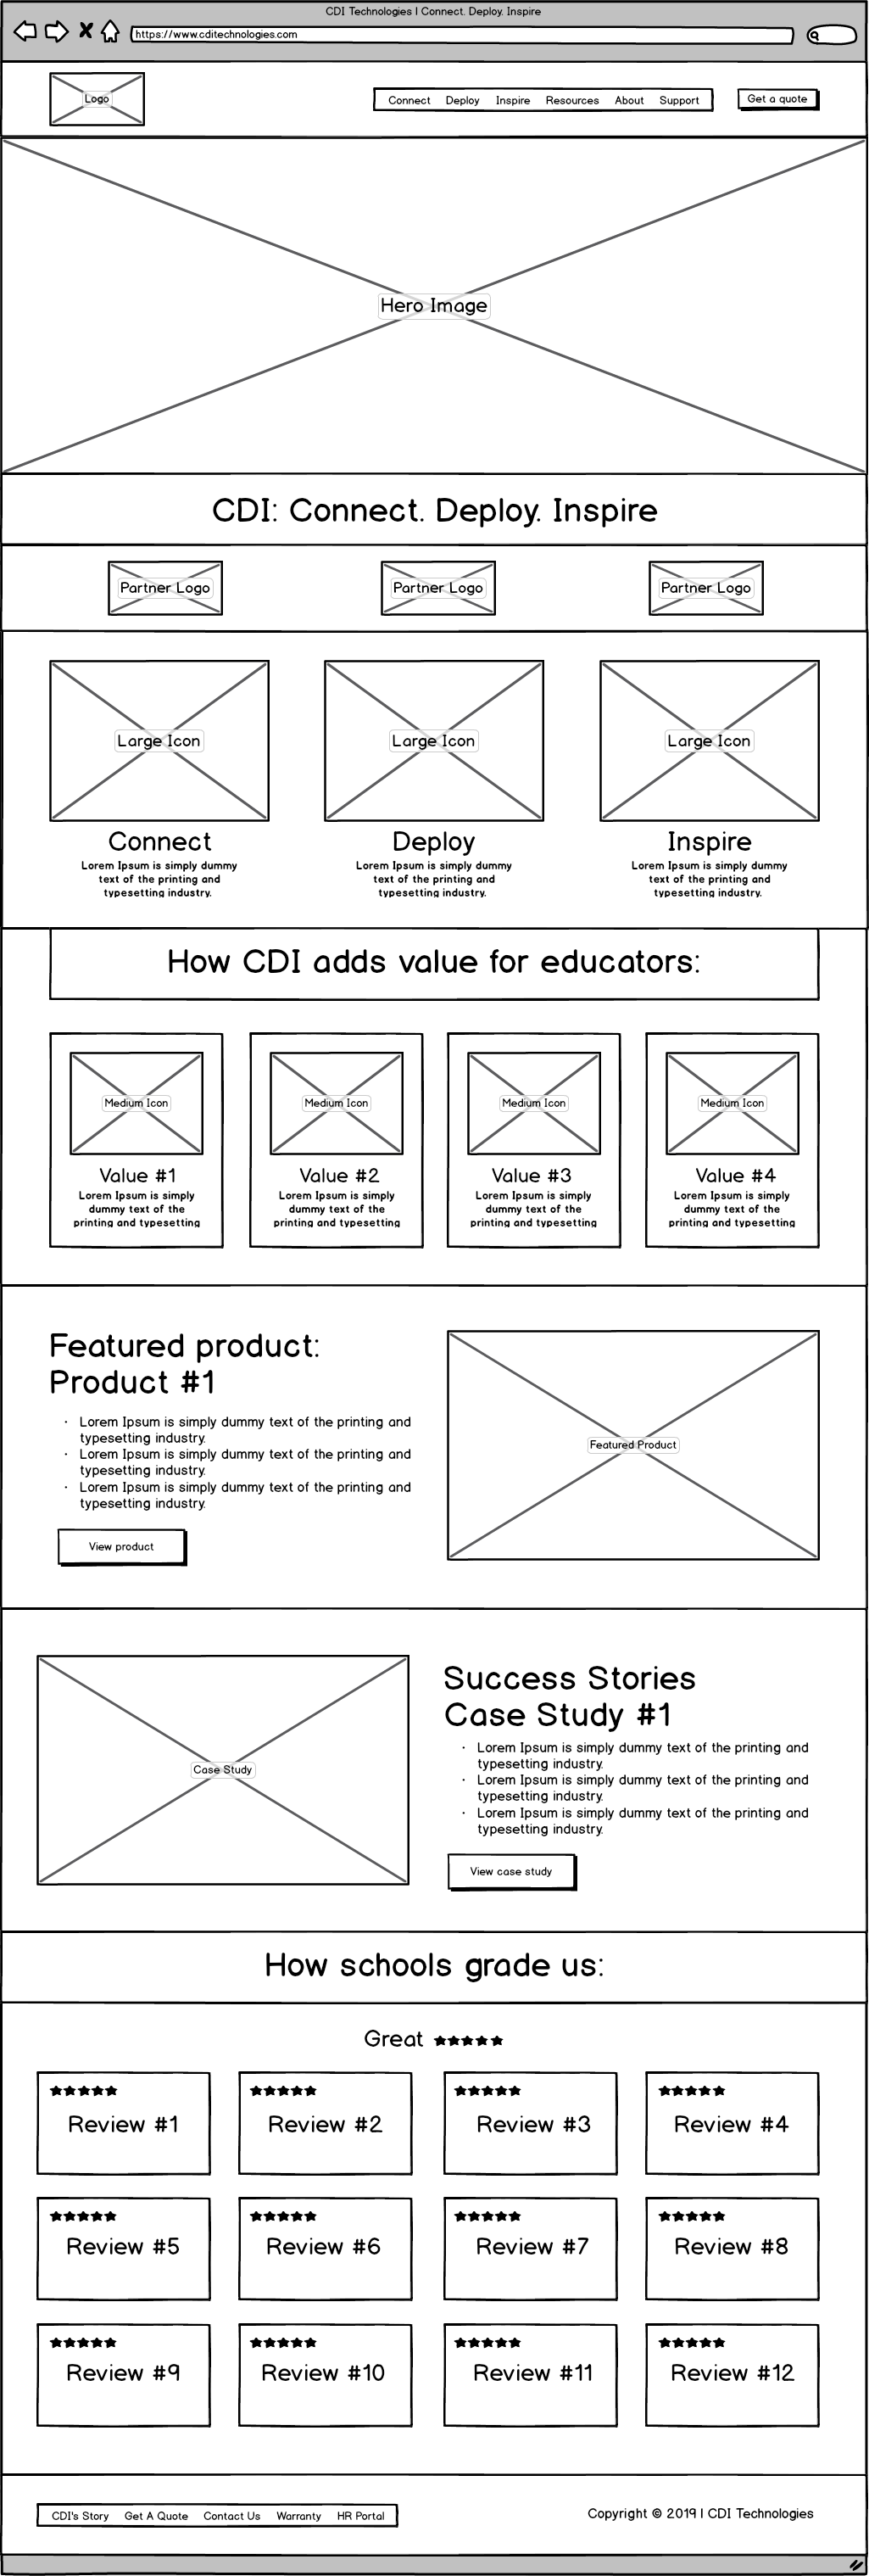 CDI Technologies | Connect. Deploy. Inspire
https://www.cditechnologies.com
Logo
Connect Deploy Inspire Resources About Support
Get a quote
Hero Image
CDI: Connect. Deploy. Inspire
Partner Logo
Partner Logo
Partner Logo
Large Icon
Large Icon
Large Icon
Connect
Lorem Ipsum is simply dummy
text of the printing and
typesetting industry.
Deploy
Lorem Ipsum is simply dummy
text of the printing and
typesetting industry.
Inspire
Lorem Ipsum is simply dummy
text of the printing and
typesetting industry.
How CDI adds value for educators:
Medium Icon
Value #1
Lorem Ipsum is simply
dummy text of the
printing and typesetting
Medium Icon
Value #2
Lorem Ipsum is simply
dummy text of the
printing and typesetting
Medium Icon
Value #3
Lorem Ipsum is simply
dummy text of the
printing and typesetting
Medium Icon
Value #4
Lorem Ipsum is simply
dummy text of the
printing and typesetting
Featured product:
Product #1
· Lorem Ipsum is simply dummy text of the printing and
typesetting industry.
· Lorem Ipsum is simply dummy text of the printing and
typesetting industry.
· Lorem Ipsum is simply dummy text of the printing and
typesetting industry.
View product
Featured Product
Case Study
Success Stories
Case Study #1
· Lorem Ipsum is simply dummy text of the printing and
typesetting industry.
· Lorem Ipsum is simply dummy text of the printing and
typesetting industry.
· Lorem Ipsum is simply dummy text of the printing and
typesetting industry.
View case study
How schools grade us:
Great ★★★★★
★★★★★
Review #1
★★★★★
Review #2
★★★★★
Review #3
★★★★★
Review #4
★★★★★
Review #5
★★★★★
Review #6
★★★★★
Review #7
★★★★★
Review #8
★★★★★
Review #9
★★★★★
Review #10
★★★★★
Review #11
★★★★★
Review #12
CDI's Story Get A Quote Contact Us Warranty HR Portal
Copyright © 2019 | CDI Technologies